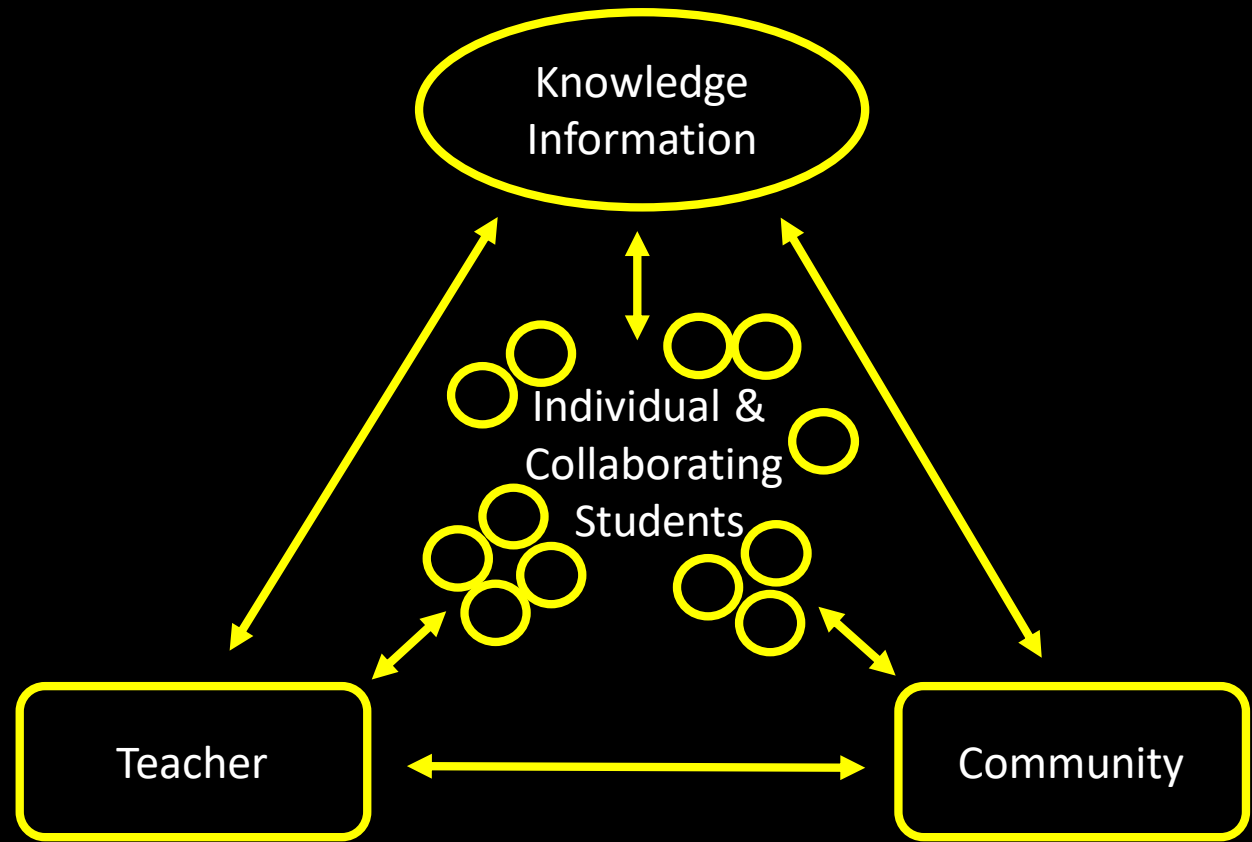 Knowledge
Information
Individual &
Collaborating
Students
Teacher
Community